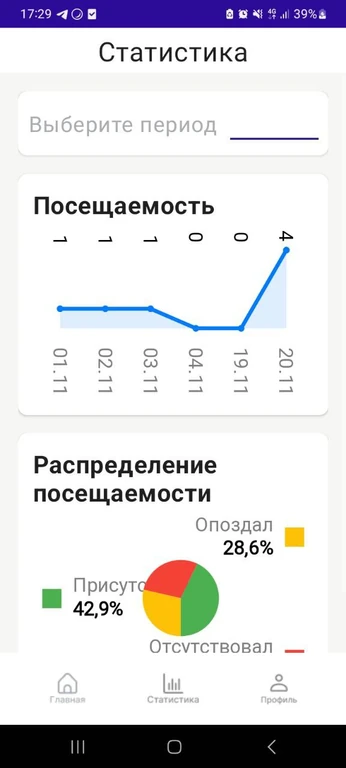 17:29 4G 39%
Статистика
Выберите период
Посещаемость
1 1 1 0 0 4
01.11 02.11 03.11 04.11 19.11 20.11
Распределение
посещаемости
Опоздал
28,6%
Присутс
42,9%
Отсутствовал
Главная Статистика Профиль